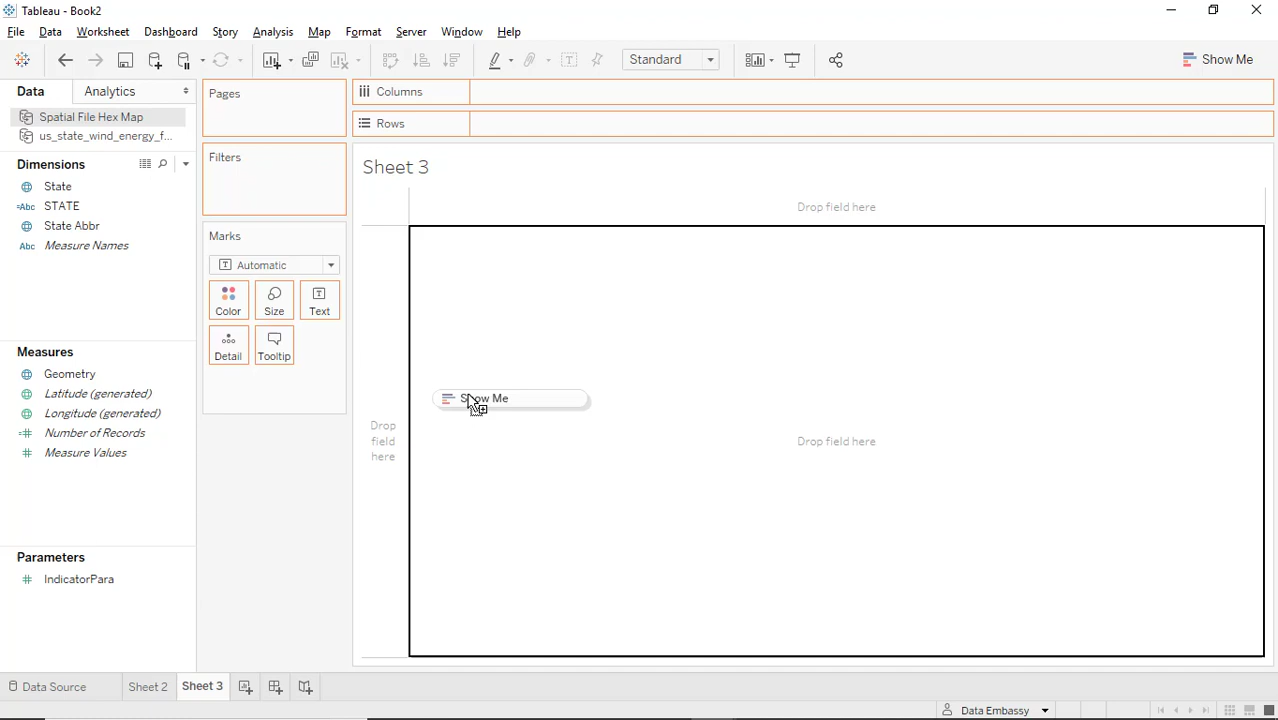 Tableau - Book2
File Data Worksheet Dashboard Story Analysis Map Format Server Window Help
Standard
Show Me
Data Analytics
Pages
Columns
Spatial File Hex Map
us_state_wind_energy_f...
Rows
Dimensions
Filters
Sheet 3
State
Abc STATE
State Abbr
Abc Measure Names
Drop field here
Marks
T Automatic
Color Size Text
Detail Tooltip
Measures
Geometry
Latitude (generated)
Longitude (generated)
Number of Records
Measure Values
Show Me
Drop
field
here
Drop field here
Parameters
IndicatorPara
Data Source Sheet 2 Sheet 3
Data Embassy